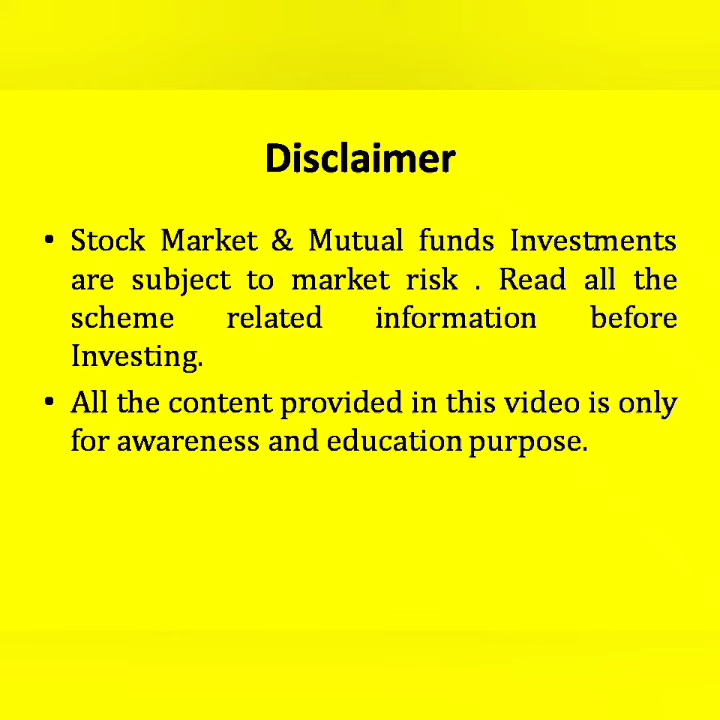 Disclaimer
• Stock Market & Mutual funds Investments
are subject to market risk . Read all the
scheme related information before
Investing.
• All the content provided in this video is only
for awareness and education purpose.